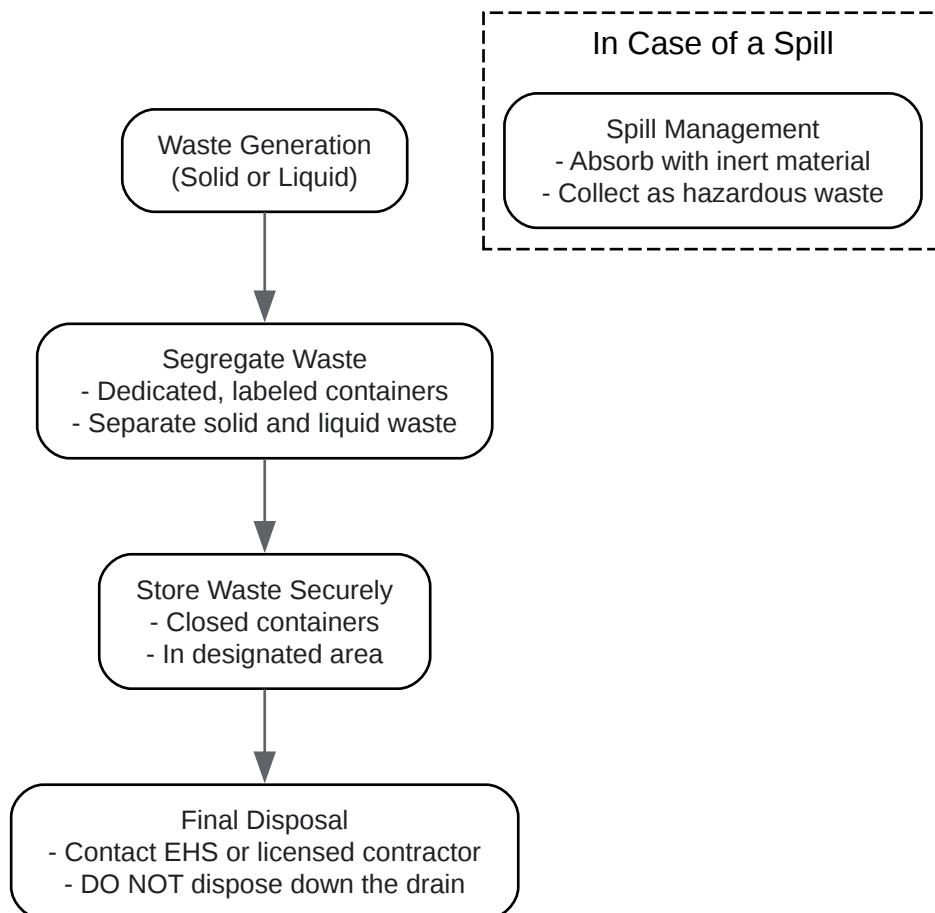 In Case of a Spill
Spill Management
- Absorb with inert material
- Collect as hazardous waste
Waste Generation
(Solid or Liquid)
Segregate Waste
- Dedicated, labeled containers
- Separate solid and liquid waste
Store Waste Securely
- Closed containers
- In designated area
Final Disposal
- Contact EHS or licensed contractor
- DO NOT dispose down the drain